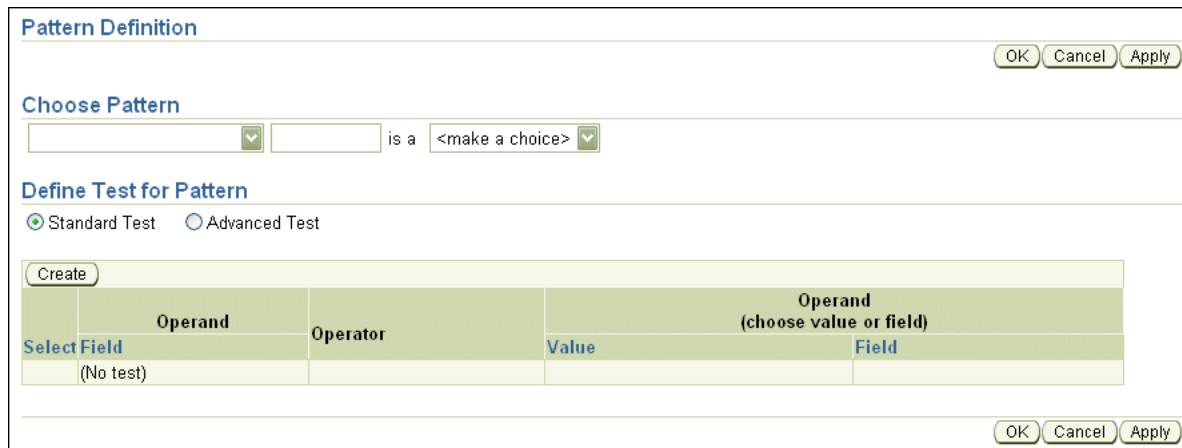 Pattern Definition
OK Cancel Apply
Choose Pattern
is a <make a choice>
Define Test for Pattern
Standard Test Advanced Test
Create
Operand
Operator
Operand
(choose value or field)
Select Field Value Field
(No test)
OK Cancel Apply